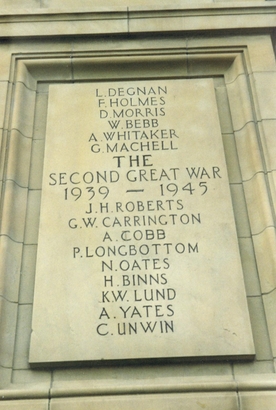 L. DEGNAN
F. HOLMES
D. MORRIS
W. BEBB
A. WHITAKER
G. MACHELL
THE
SECOND GREAT WAR
1939 — 1945
J.H. ROBERTS
G.W. CARRINGTON
A. COBB
P. LONGBOTTOM
N. OATES
H. BINNS
K.W. LUND
A. YATES
C. UNWIN